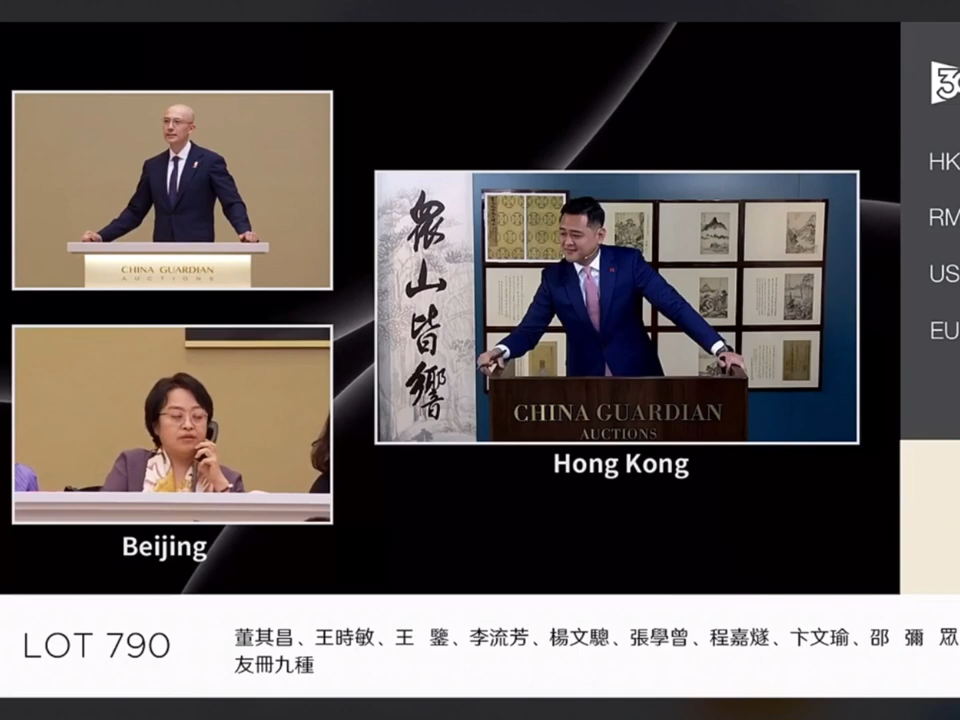 CHINA GUARDIAN
AUCTIONS
Beijing
眾山皆響
CHINA GUARDIAN
AUCTIONS
Hong Kong
HK
RM
US
EU
LOT 790
董其昌、王時敏、王 鑒、李流芳、楊文驄、張學曾、程嘉燧、卞文瑜、邵 彌 眾
友冊九種